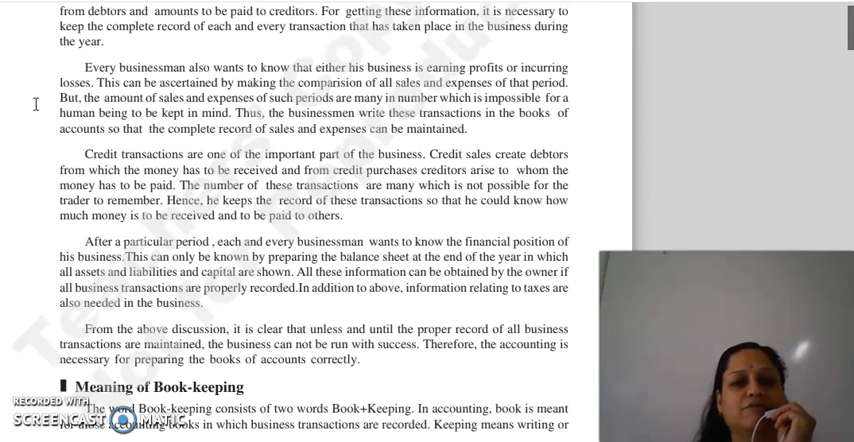 from debtors and amounts to be paid to creditors. For getting these information, it is necessary to
keep the complete record of each and every transaction that has taken place in the business during
the year.
Every businessman also wants to know that either his business is earning profits or incurring
losses. This can be ascertained by making the comparision of all sales and expenses of that period.
But, the amount of sales and expenses of such periods are many in number which is impossible for a
human being to be kept in mind. Thus, the businessmen write these transactions in the books of
accounts so that the complete record of sales and expenses can be maintained.
Credit transactions are one of the important part of the business. Credit sales create debtors
from which the money has to be received and from credit purchases creditors arise to whom the
money has to be paid. The number of these transactions are many which is not possible for the
trader to remember. Hence, he keeps the record of these transactions so that he could know how
much money is to be received and to be paid to others.
After a particular period , each and every businessman wants to know the financial position of
his business.This can only be known by preparing the balance sheet at the end of the year in which
all assets and liabilities and capital are shown. All these information can be obtained by the owner if
all business transactions are properly recorded.In addition to above, information relating to taxes are
also needed in the business.
From the above discussion, it is clear that unless and until the proper record of all business
transactions are maintained, the business can not be run with success. Therefore, the accounting is
necessary for preparing the books of accounts correctly.
Meaning of Book-keeping
The word Book-keeping consists of two words Book+Keeping. In accounting, book is meant
for those accounting books in which business transactions are recorded. Keeping means writing or
RECORDED WITH
SCREENCAST MATIC